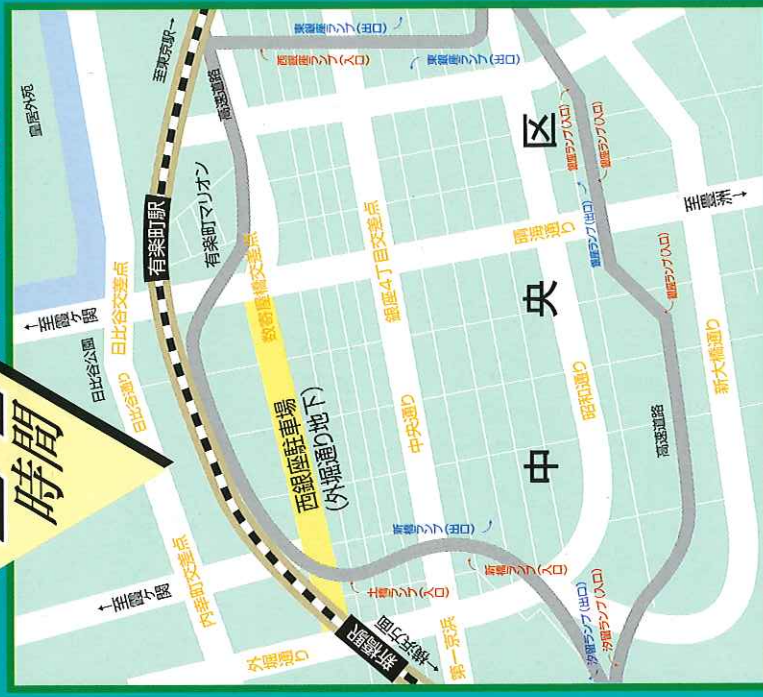 時間
皇居外苑
至東京駅→
東銀座ランプ(出口)
西銀座ランプ(入口)
東銀座ランプ(出口)
高速道路
有楽町駅
有楽町マリオン
区
銀座ランプ(入口)
銀座ランプ(入口)
銀座ランプ(出口)
至豊洲→
←至霞ヶ関
日比谷公園
日比谷交差点
数寄屋橋交差点
銀座4丁目交差点
晴海通り
央
銀座ランプ(入口)
日比谷通り
西銀座駐車場
(外堀通り地下)
中央通り
昭和通り
新大橋通り
高速道路
中
←至霞ヶ関
内幸町交差点
外堀通り
新橋駅
←横浜方面
第一京浜
土橋ランプ(入口)
新橋ランプ(出口)
新橋ランプ(入口)
汐留ランプ(出口)
汐留ランプ(入口)